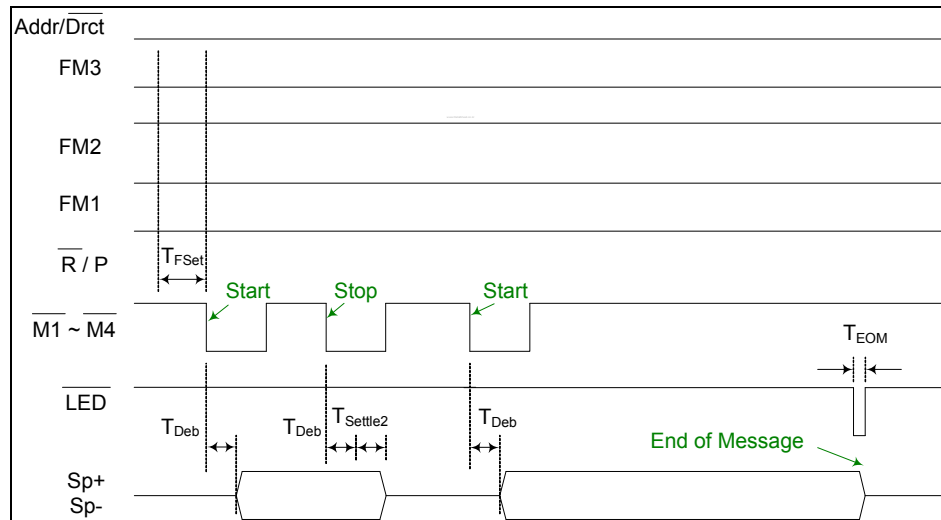 Addr/Drct
FM3
FM2
FM1
R / P
TFSet
Start
Stop
Start
M1 ~ M4
TEOM
LED
TDeb
TDeb
TSettle2
TDeb
End of Message
Sp+
Sp-